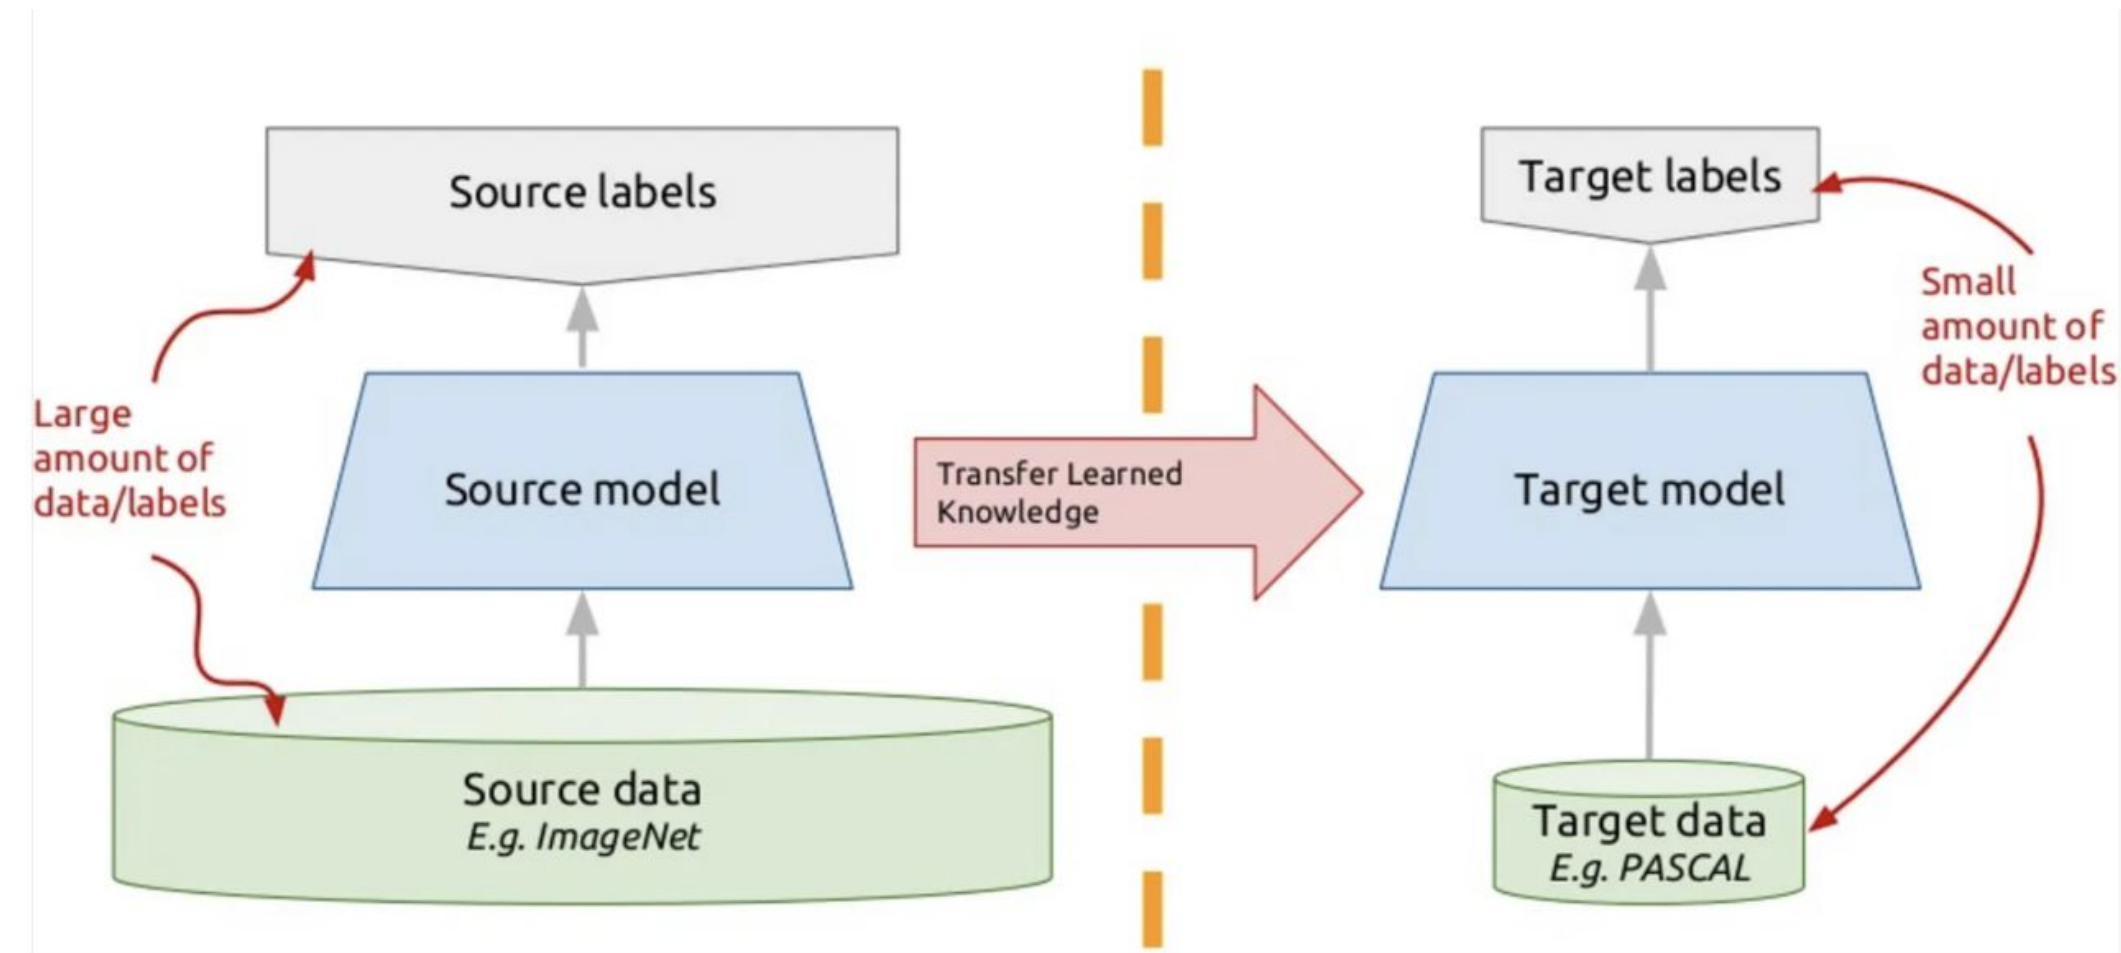 Source labels
Large
amount of
data/labels
Source model
Source data
E.g. ImageNet
Transfer Learned
Knowledge
Target labels
Small
amount of
data/labels
Target model
Target data
E.g. PASCAL